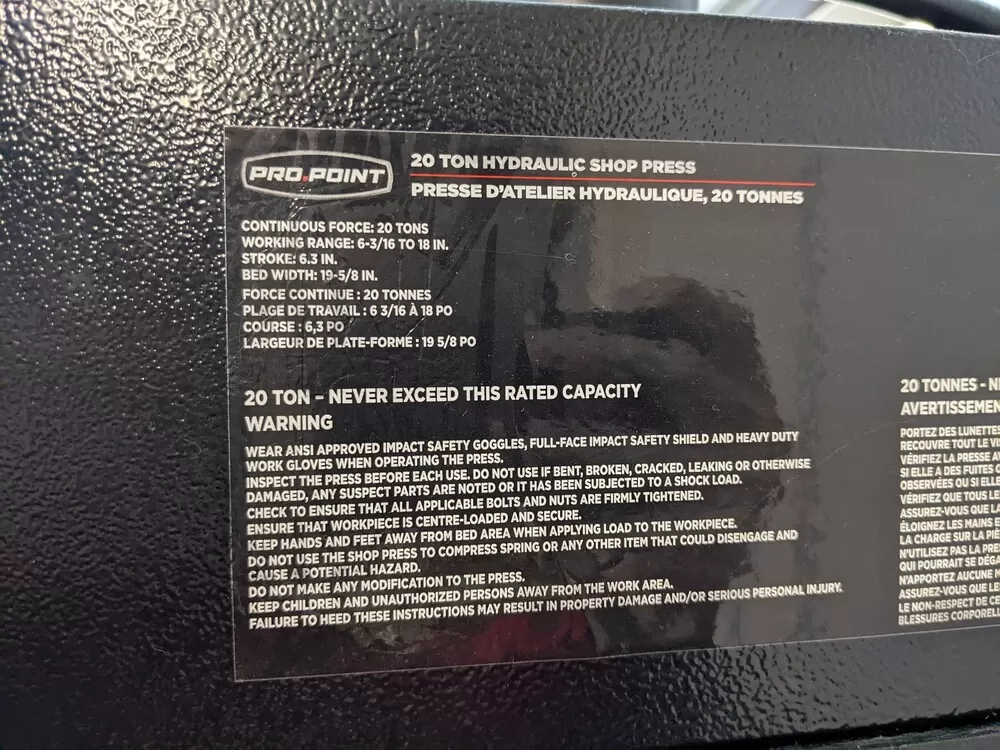 PRO.POINT
20 TON HYDRAULIC SHOP PRESS
PRESSE D'ATELIER HYDRAULIQUE, 20 TONNES
CONTINUOUS FORCE: 20 TONS
WORKING RANGE: 6-3/16 TO 18 IN.
STROKE: 6.3 IN.
BED WIDTH: 19-5/8 IN.
FORCE CONTINUE : 20 TONNES
PLAGE DE TRAVAIL : 6 3/16 À 18 PO
COURSE : 6,3 PO
LARGEUR DE PLATE-FORME : 19 5/8 PO
20 TON – NEVER EXCEED THIS RATED CAPACITY
WARNING
WEAR ANSI APPROVED IMPACT SAFETY GOGGLES, FULL-FACE IMPACT SAFETY SHIELD AND HEAVY DUTY
WORK GLOVES WHEN OPERATING THE PRESS.
INSPECT THE PRESS BEFORE EACH USE. DO NOT USE IF BENT, BROKEN, CRACKED, LEAKING OR OTHERWISE
DAMAGED, ANY SUSPECT PARTS ARE NOTED OR IT HAS BEEN SUBJECTED TO A SHOCK LOAD.
CHECK TO ENSURE THAT ALL APPLICABLE BOLTS AND NUTS ARE FIRMLY TIGHTENED.
ENSURE THAT WORKPIECE IS CENTRE-LOADED AND SECURE.
KEEP HANDS AND FEET AWAY FROM BED AREA WHEN APPLYING LOAD TO THE WORKPIECE.
DO NOT USE THE SHOP PRESS TO COMPRESS SPRING OR ANY OTHER ITEM THAT COULD DISENGAGE AND
CAUSE A POTENTIAL HAZARD.
DO NOT MAKE ANY MODIFICATION TO THE PRESS.
KEEP CHILDREN AND UNAUTHORIZED PERSONS AWAY FROM THE WORK AREA.
FAILURE TO HEED THESE INSTRUCTIONS MAY RESULT IN PROPERTY DAMAGE AND/OR SERIOUS PERSONAL INJURY.
20 TONNES - N
AVERTISSEMEN
PORTEZ DES LUNETTES
RECOUVRE TOUT LE VI
VÉRIFIEZ LA PRESSE A
SI ELLE A DES FUITES
OBSERVÉES OU SI ELLE
VÉRIFIEZ QUE TOUS LE
ASSUREZ-VOUS QUE LA
ÉLOIGNEZ LES MAINS E
LA CHARGE SUR LA PIÈ
N'UTILISEZ PAS LA PRE
QUI POURRAIT SE DÉGA
N'APPORTEZ AUCUNE M
ASSUREZ-VOUS QUE LE
LE NON-RESPECT DE CE
BLESSURES CORPOREL